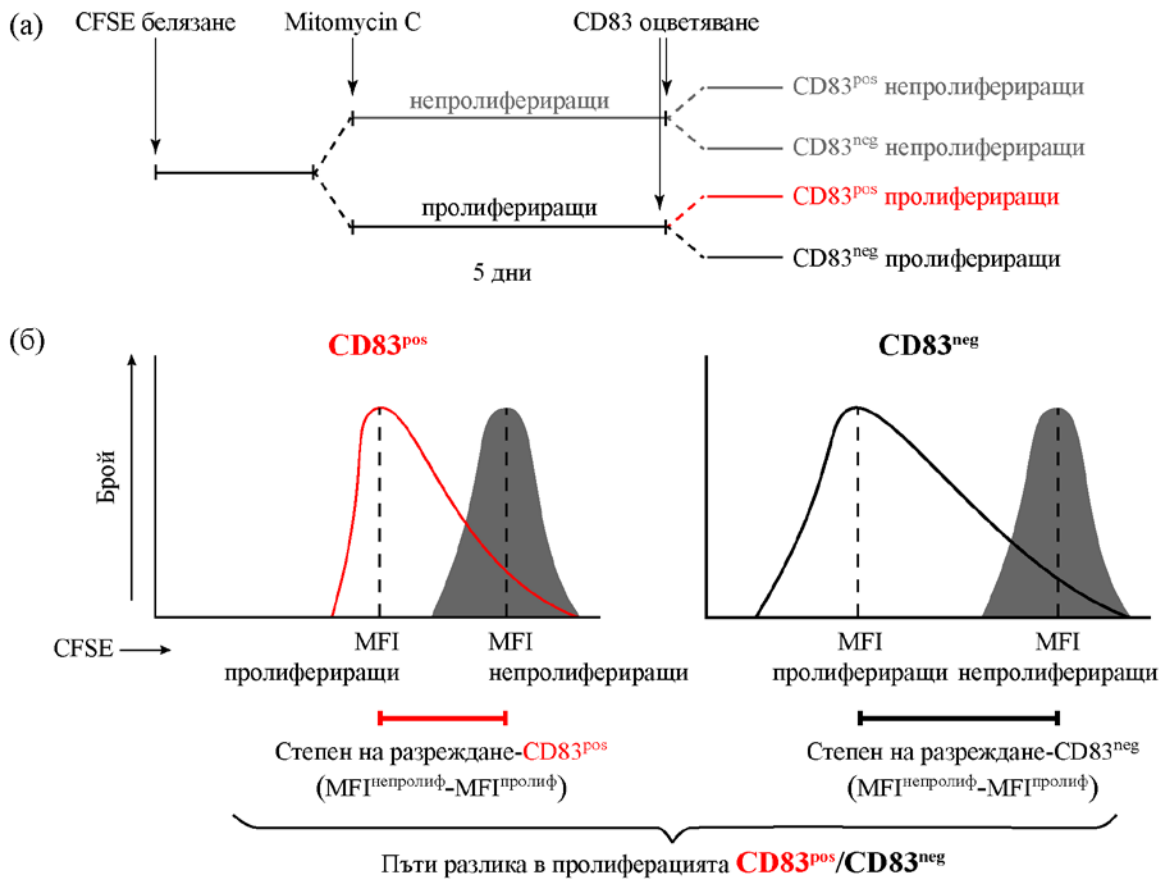 (а)
CFSE белязане Mitomycin C CD83 оцветяване
непролифериращи
CD83pos непролифериращи
CD83neg непролифериращи
пролифериращи
CD83pos пролифериращи
CD83neg пролифериращи
5 дни
(б)
CD83pos CD83neg
Брой
CFSE
MFI MFI MFI MFI
пролифериращи непролифериращи пролифериращи непролифериращи
Степен на разреждане-CD83pos Степен на разреждане-CD83neg
(MFIнепролиф-MFIпролиф) (MFIнепролиф-MFIпролиф)
Пъти разлика в пролиферацията CD83pos/CD83neg